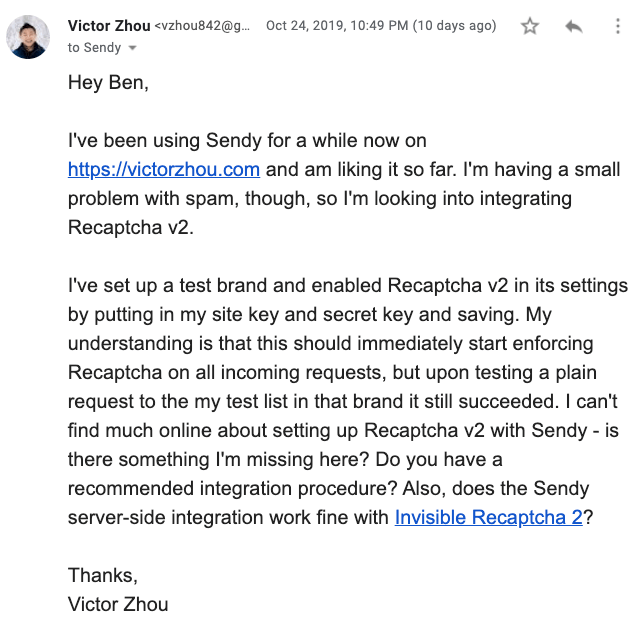 Victor Zhou <vzhou842@g... Oct 24, 2019, 10:49 PM (10 days ago)
to Sendy
Hey Ben,
I've been using Sendy for a while now on
https://victorzhou.com and am liking it so far. I'm having a small
problem with spam, though, so I'm looking into integrating
Recaptcha v2.
I've set up a test brand and enabled Recaptcha v2 in its settings
by putting in my site key and secret key and saving. My
understanding is that this should immediately start enforcing
Recaptcha on all incoming requests, but upon testing a plain
request to the my test list in that brand it still succeeded. I can't
find much online about setting up Recaptcha v2 with Sendy - is
there something I'm missing here? Do you have a
recommended integration procedure? Also, does the Sendy
server-side integration work fine with Invisible Recaptcha 2?
Thanks,
Victor Zhou